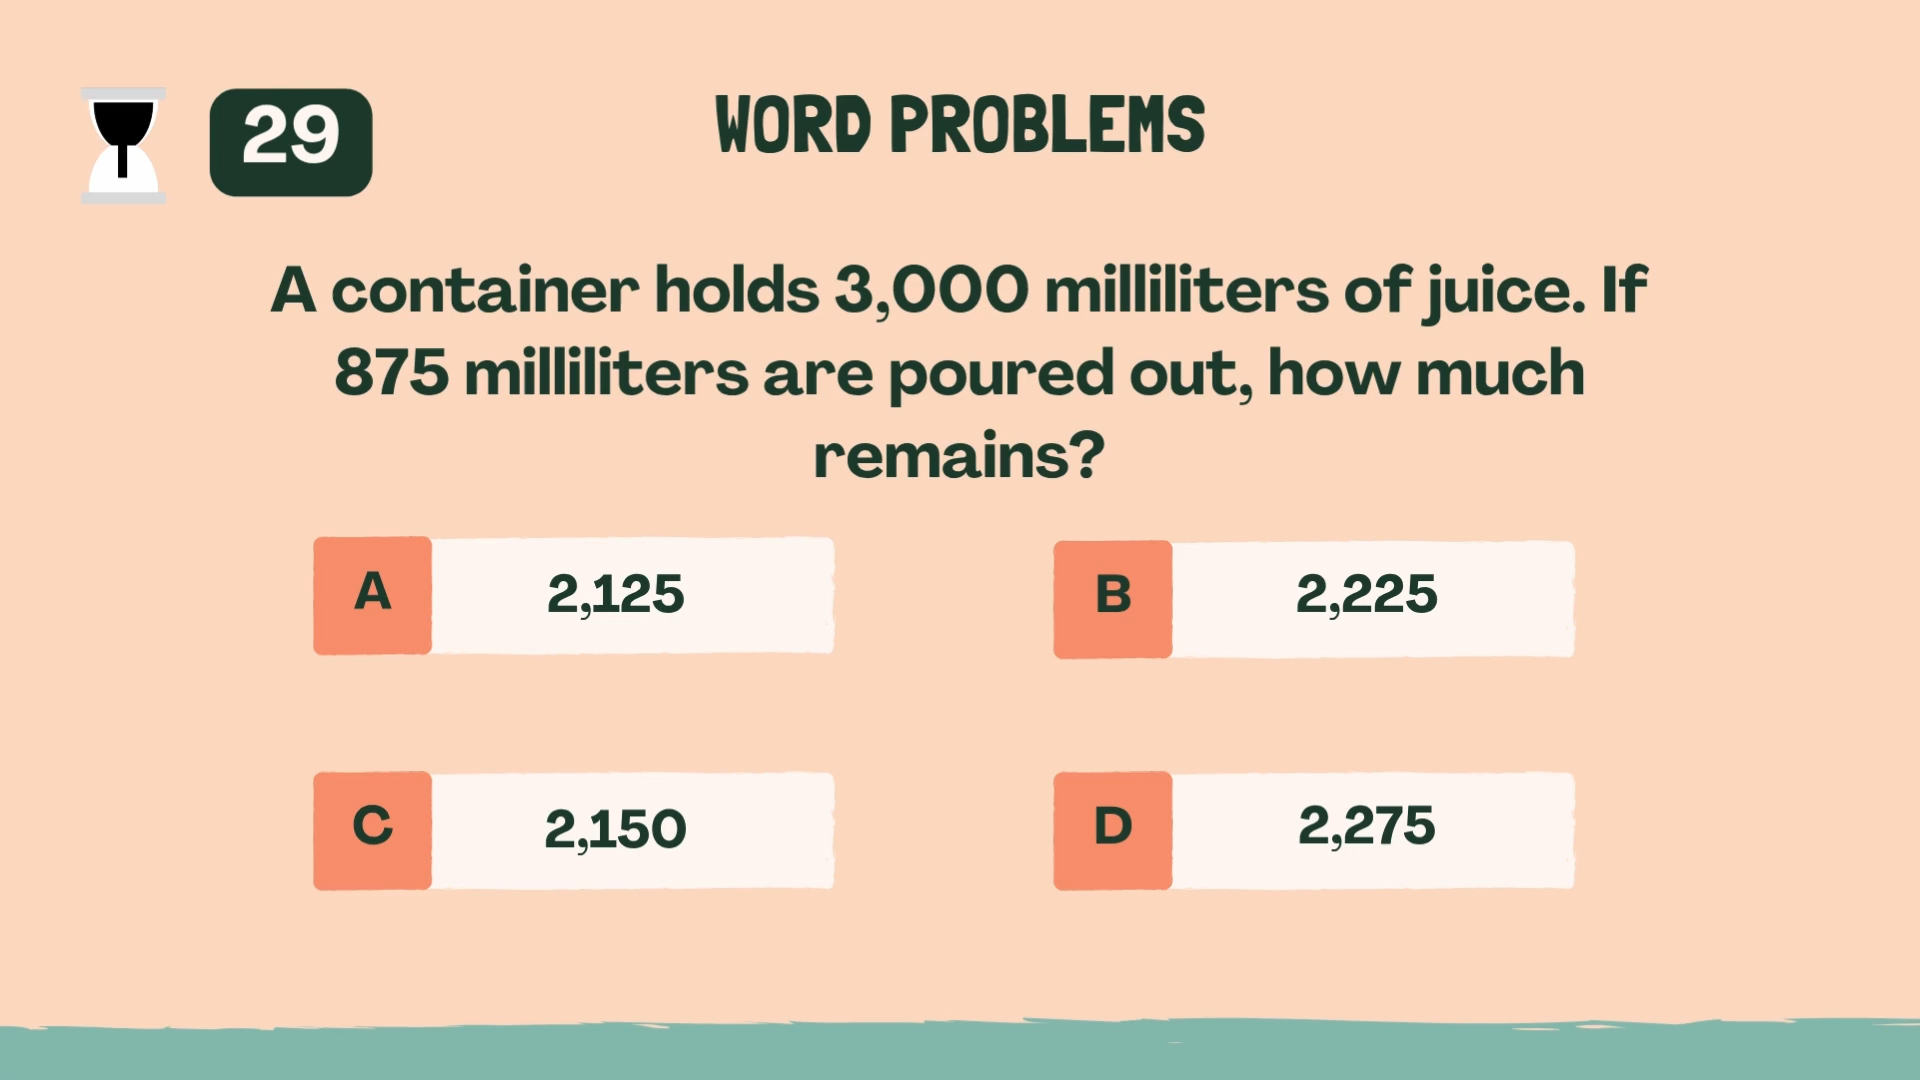 29
WORD PROBLEMS
A container holds 3,000 milliliters of juice. If
875 milliliters are poured out, how much
remains?
A 2,125
B 2,225
C 2,150
D 2,275